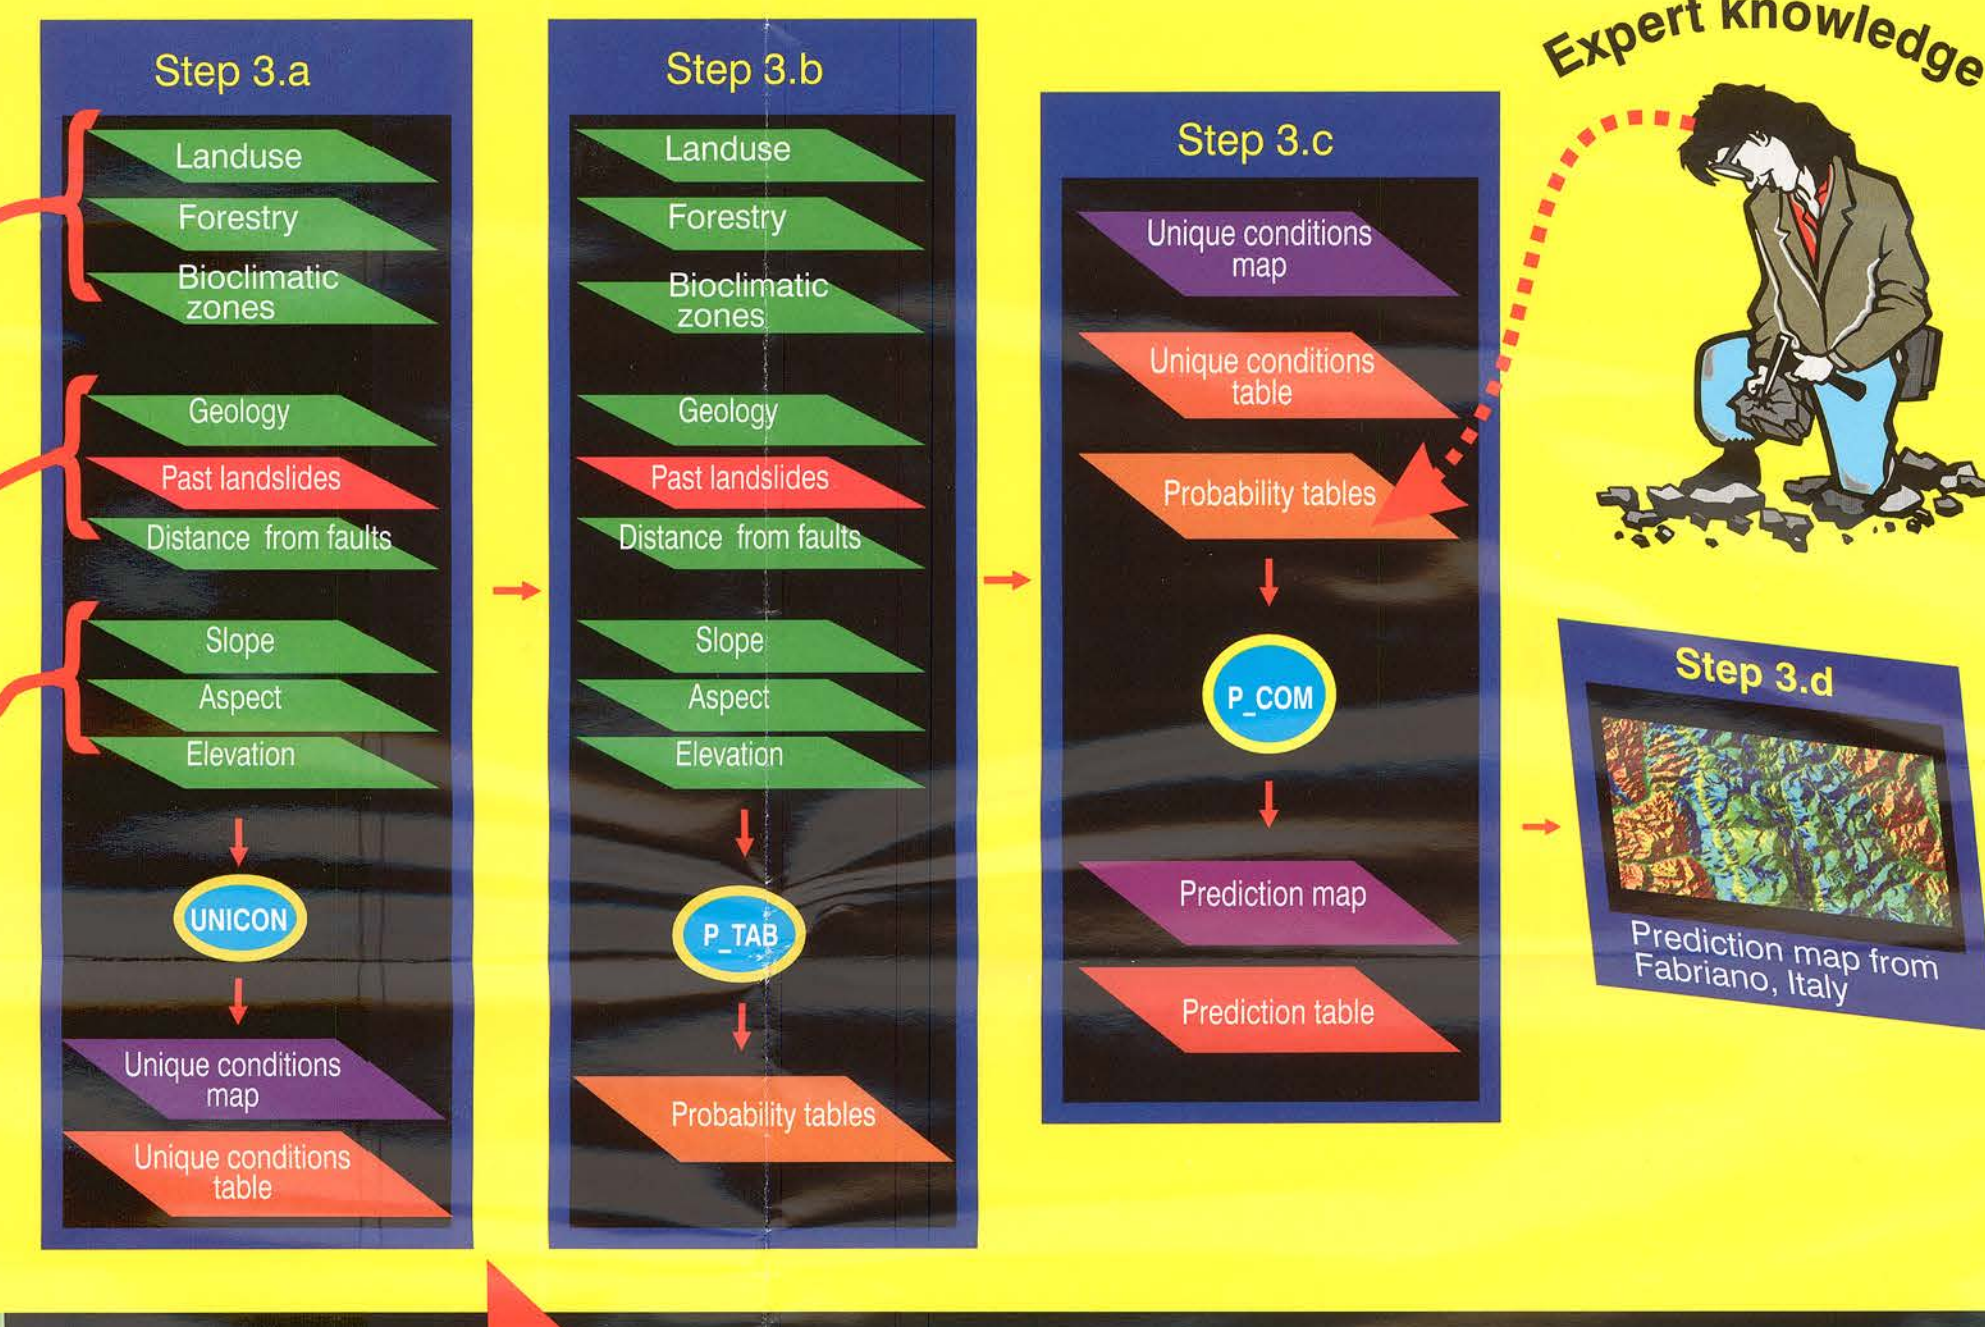 Step 3.a
Landuse
Forestry
Bioclimatic
zones
Geology
Past landslides
Distance from faults
Slope
Aspect
Elevation
UNICON
Unique conditions
map
Unique conditions
table
Step 3.b
Landuse
Forestry
Bioclimatic
zones
Geology
Past landslides
Distance from faults
Slope
Aspect
Elevation
P_TAB
Probability tables
Step 3.c
Unique conditions
map
Unique conditions
table
Probability tables
P_COM
Prediction map
Prediction table
Expert knowledge
Step 3.d
Prediction map from
Fabriano, Italy